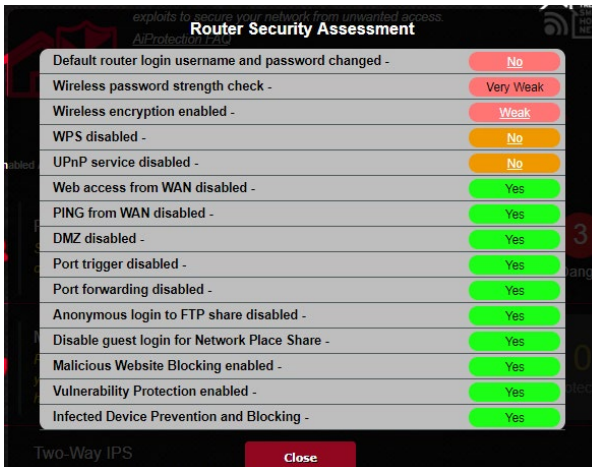 exploits to secure your network from unwanted access.
AiProtection FAQ
Router Security Assessment
Default router login username and password changed - No
Wireless password strength check - Very Weak
Wireless encryption enabled - Weak
WPS disabled - No
UPnP service disabled - No
Web access from WAN disabled - Yes
PING from WAN disabled - Yes
DMZ disabled - Yes
Port trigger disabled - Yes
Port forwarding disabled - Yes
Anonymous login to FTP share disabled - Yes
Disable guest login for Network Place Share - Yes
Malicious Website Blocking enabled - Yes
Vulnerability Protection enabled - Yes
Infected Device Prevention and Blocking - Yes
3
Two-Way IPS
Close